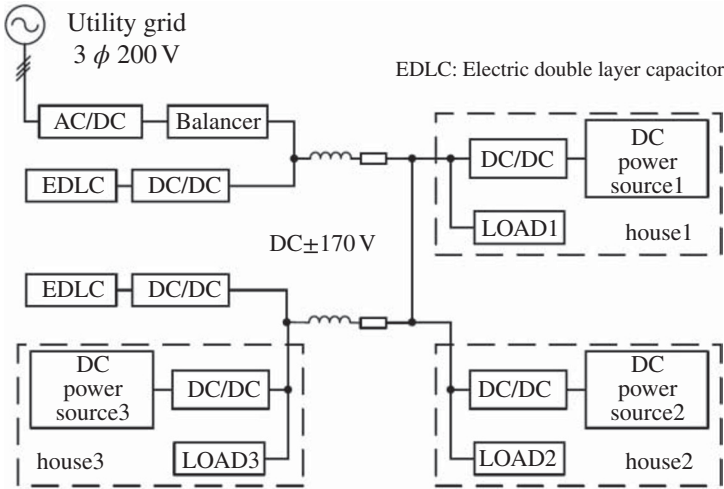 Utility grid
3 ϕ 200 V
EDLC: Electric double layer capacitor
AC/DC
Balancer
EDLC
DC/DC
DC/DC
DC
power
source1
LOAD1
house1
DC±170 V
EDLC
DC/DC
DC
power
source3
DC/DC
LOAD3
house3
DC/DC
DC
power
source2
LOAD2
house2